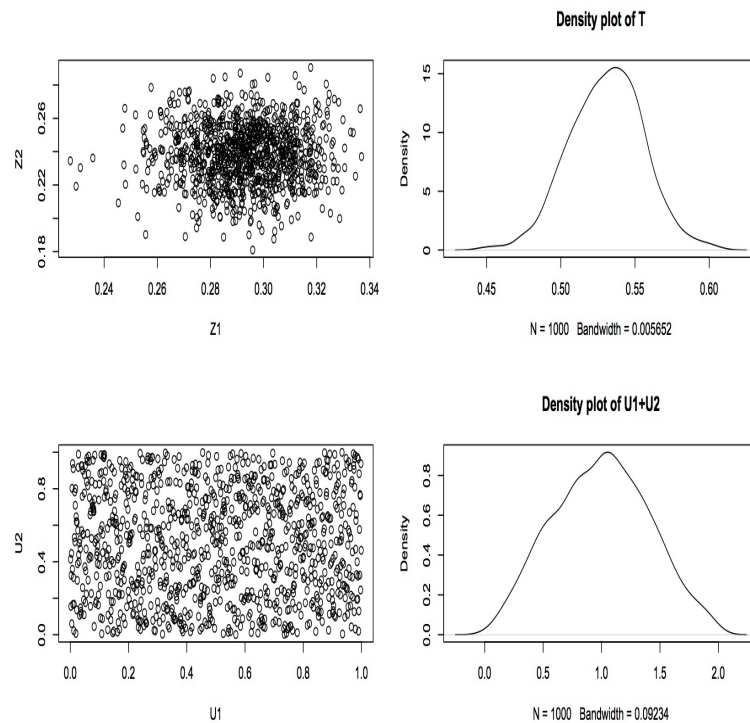 Density plot of T
Z2
0.18 0.22 0.26
0.24 0.26 0.28 0.30 0.32 0.34
Z1
Density
0 5 10 15
0.45 0.50 0.55 0.60
N = 1000 Bandwidth = 0.005652
Density plot of U1+U2
U2
0.0 0.4 0.8
0.0 0.2 0.4 0.6 0.8 1.0
U1
Density
0.0 0.2 0.4 0.6 0.8
0.0 0.5 1.0 1.5 2.0
N = 1000 Bandwidth = 0.09234